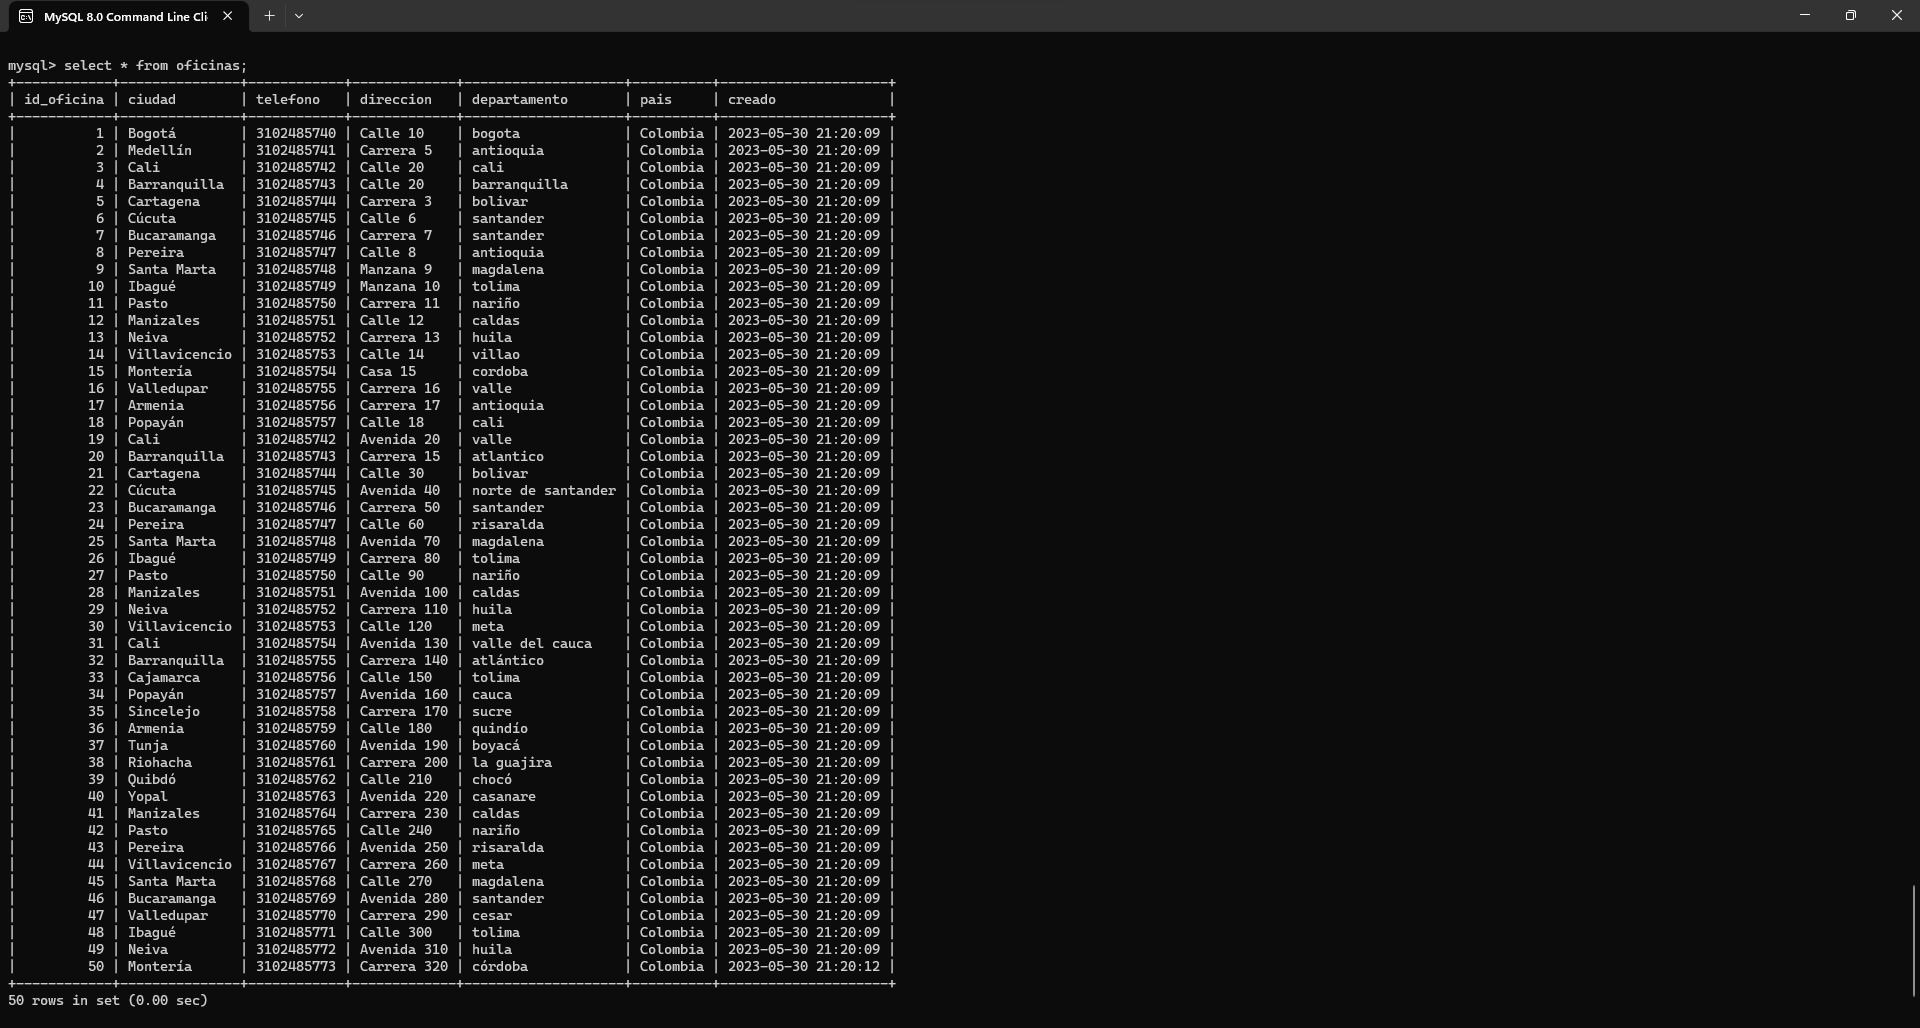 MySQL 8.0 Command Line Cli
mysql> select * from oficinas;
+------------+---------------+------------+-------------+--------------------+----------+---------------------+
| id_oficina | ciudad        | telefono   | direccion   | departamento       | pais     | creado              |
+------------+---------------+------------+-------------+--------------------+----------+---------------------+
|          1 | Bogotá        | 3102485740 | Calle 10    | bogota             | Colombia | 2023-05-30 21:20:09 |
|          2 | Medellín      | 3102485741 | Carrera 5   | antioquia          | Colombia | 2023-05-30 21:20:09 |
|          3 | Cali          | 3102485742 | Calle 20    | cali               | Colombia | 2023-05-30 21:20:09 |
|          4 | Barranquilla  | 3102485743 | Calle 20    | barranquilla       | Colombia | 2023-05-30 21:20:09 |
|          5 | Cartagena     | 3102485744 | Carrera 3   | bolivar            | Colombia | 2023-05-30 21:20:09 |
|          6 | Cúcuta        | 3102485745 | Calle 6     | santander          | Colombia | 2023-05-30 21:20:09 |
|          7 | Bucaramanga   | 3102485746 | Carrera 7   | santander          | Colombia | 2023-05-30 21:20:09 |
|          8 | Pereira       | 3102485747 | Calle 8     | antioquia          | Colombia | 2023-05-30 21:20:09 |
|          9 | Santa Marta   | 3102485748 | Manzana 9   | magdalena          | Colombia | 2023-05-30 21:20:09 |
|         10 | Ibagué        | 3102485749 | Manzana 10  | tolima             | Colombia | 2023-05-30 21:20:09 |
|         11 | Pasto         | 3102485750 | Carrera 11  | nariño             | Colombia | 2023-05-30 21:20:09 |
|         12 | Manizales     | 3102485751 | Calle 12    | caldas             | Colombia | 2023-05-30 21:20:09 |
|         13 | Neiva         | 3102485752 | Carrera 13  | huila              | Colombia | 2023-05-30 21:20:09 |
|         14 | Villavicencio | 3102485753 | Calle 14    | villao             | Colombia | 2023-05-30 21:20:09 |
|         15 | Montería      | 3102485754 | Casa 15     | cordoba            | Colombia | 2023-05-30 21:20:09 |
|         16 | Valledupar    | 3102485755 | Carrera 16  | valle              | Colombia | 2023-05-30 21:20:09 |
|         17 | Armenia       | 3102485756 | Carrera 17  | antioquia          | Colombia | 2023-05-30 21:20:09 |
|         18 | Popayán       | 3102485757 | Calle 18    | cali               | Colombia | 2023-05-30 21:20:09 |
|         19 | Cali          | 3102485742 | Avenida 20  | valle              | Colombia | 2023-05-30 21:20:09 |
|         20 | Barranquilla  | 3102485743 | Carrera 15  | atlantico          | Colombia | 2023-05-30 21:20:09 |
|         21 | Cartagena     | 3102485744 | Calle 30    | bolivar            | Colombia | 2023-05-30 21:20:09 |
|         22 | Cúcuta        | 3102485745 | Avenida 40  | norte de santander | Colombia | 2023-05-30 21:20:09 |
|         23 | Bucaramanga   | 3102485746 | Carrera 50  | santander          | Colombia | 2023-05-30 21:20:09 |
|         24 | Pereira       | 3102485747 | Calle 60    | risaralda          | Colombia | 2023-05-30 21:20:09 |
|         25 | Santa Marta   | 3102485748 | Avenida 70  | magdalena          | Colombia | 2023-05-30 21:20:09 |
|         26 | Ibagué        | 3102485749 | Carrera 80  | tolima             | Colombia | 2023-05-30 21:20:09 |
|         27 | Pasto         | 3102485750 | Calle 90    | nariño             | Colombia | 2023-05-30 21:20:09 |
|         28 | Manizales     | 3102485751 | Avenida 100 | caldas             | Colombia | 2023-05-30 21:20:09 |
|         29 | Neiva         | 3102485752 | Carrera 110 | huila              | Colombia | 2023-05-30 21:20:09 |
|         30 | Villavicencio | 3102485753 | Calle 120   | meta               | Colombia | 2023-05-30 21:20:09 |
|         31 | Cali          | 3102485754 | Avenida 130 | valle del cauca    | Colombia | 2023-05-30 21:20:09 |
|         32 | Barranquilla  | 3102485755 | Carrera 140 | atlántico          | Colombia | 2023-05-30 21:20:09 |
|         33 | Cajamarca     | 3102485756 | Calle 150   | tolima             | Colombia | 2023-05-30 21:20:09 |
|         34 | Popayán       | 3102485757 | Avenida 160 | cauca              | Colombia | 2023-05-30 21:20:09 |
|         35 | Sincelejo     | 3102485758 | Carrera 170 | sucre              | Colombia | 2023-05-30 21:20:09 |
|         36 | Armenia       | 3102485759 | Calle 180   | quindío            | Colombia | 2023-05-30 21:20:09 |
|         37 | Tunja         | 3102485760 | Avenida 190 | boyacá             | Colombia | 2023-05-30 21:20:09 |
|         38 | Riohacha      | 3102485761 | Carrera 200 | la guajira         | Colombia | 2023-05-30 21:20:09 |
|         39 | Quibdó        | 3102485762 | Calle 210   | chocó              | Colombia | 2023-05-30 21:20:09 |
|         40 | Yopal         | 3102485763 | Avenida 220 | casanare           | Colombia | 2023-05-30 21:20:09 |
|         41 | Manizales     | 3102485764 | Carrera 230 | caldas             | Colombia | 2023-05-30 21:20:09 |
|         42 | Pasto         | 3102485765 | Calle 240   | nariño             | Colombia | 2023-05-30 21:20:09 |
|         43 | Pereira       | 3102485766 | Avenida 250 | risaralda          | Colombia | 2023-05-30 21:20:09 |
|         44 | Villavicencio | 3102485767 | Carrera 260 | meta               | Colombia | 2023-05-30 21:20:09 |
|         45 | Santa Marta   | 3102485768 | Calle 270   | magdalena          | Colombia | 2023-05-30 21:20:09 |
|         46 | Bucaramanga   | 3102485769 | Avenida 280 | santander          | Colombia | 2023-05-30 21:20:09 |
|         47 | Valledupar    | 3102485770 | Carrera 290 | cesar              | Colombia | 2023-05-30 21:20:09 |
|         48 | Ibagué        | 3102485771 | Calle 300   | tolima             | Colombia | 2023-05-30 21:20:09 |
|         49 | Neiva         | 3102485772 | Avenida 310 | huila              | Colombia | 2023-05-30 21:20:09 |
|         50 | Montería      | 3102485773 | Carrera 320 | córdoba            | Colombia | 2023-05-30 21:20:12 |
+------------+---------------+------------+-------------+--------------------+----------+---------------------+
50 rows in set (0.00 sec)